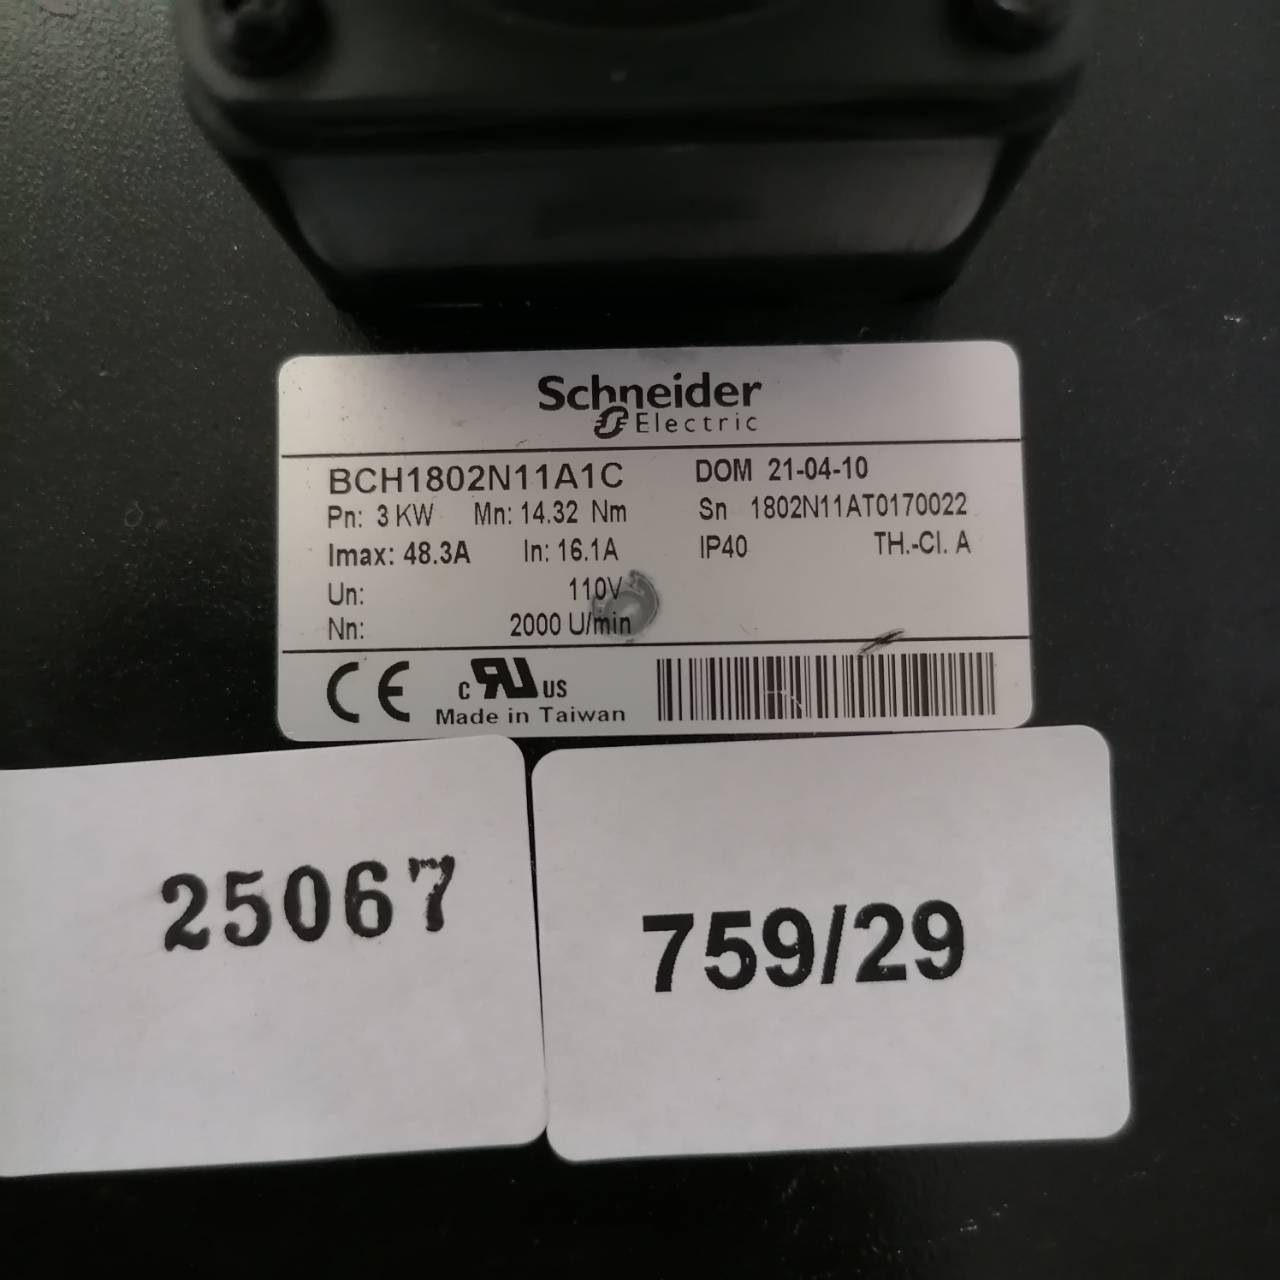 Schneider
Electric
BCH1802N11A1C DOM 21-04-10
Pn: 3 KW Mn: 14.32 Nm Sn 1802N11AT0170022
Imax: 48.3A In: 16.1A IP40 TH.-Cl. A
Un: 110V
Nn: 2000 U/min
CE c RU US
Made in Taiwan
25067
759/29